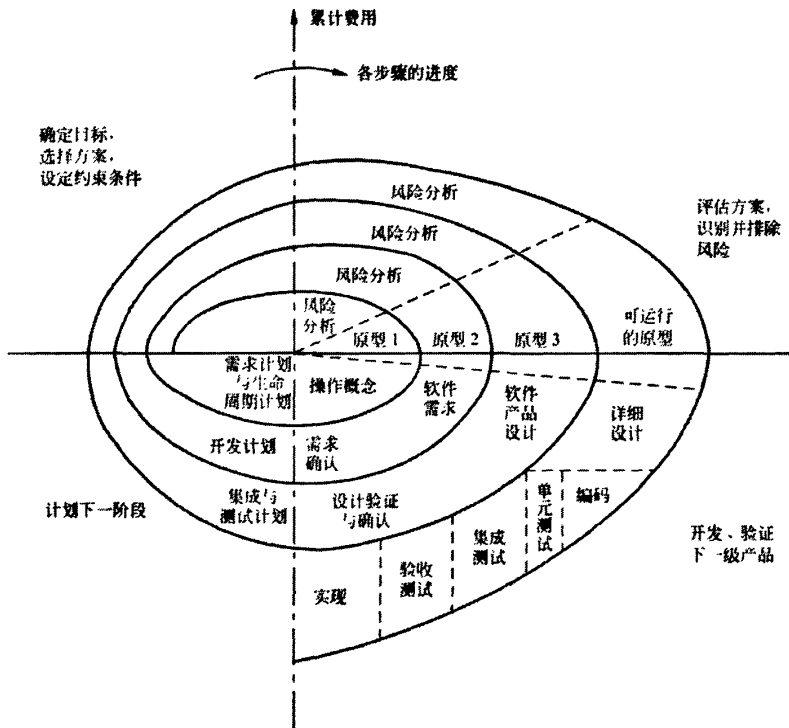 累计费用
各步骤的进度
确定目标，
选择方案，
设定约束条件
风险分析
风险分析
风险分析
风险
分析
评估方案，
识别并排除
风险
原型 1
原型 2
原型 3
可运行
的原型
需求计划
与生命
周期计划
操作概念
软件
需求
软件
产品
设计
详细
设计
开发计划
需求
确认
计划下一阶段
集成与
测试计划
设计验证
与确认
集成
测试
单
元
测
试
编码
开发、验证
下一级产品
实现
验收
测试